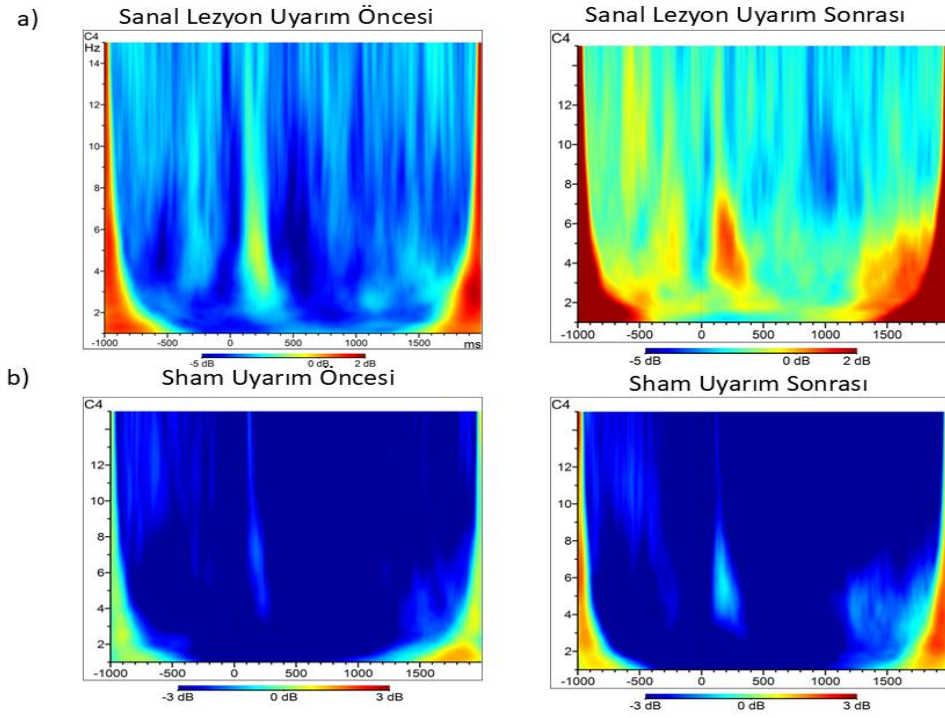 a)
Sanal Lezyon Uyarım Öncesi
C4
Hz
14
12
10
8
6
4
2
-1000 -500 0 500 1000 1500 ms
-5 dB 0 dB 2 dB
Sanal Lezyon Uyarım Sonrası
C4
14
12
10
8
6
4
2
-1000 -500 0 500 1000 1500
-5 dB 0 dB 2 dB
b)
Sham Uyarım Öncesi
C4
12
10
8
6
4
2
-1000 -500 0 500 1000 1500
-3 dB 0 dB 3 dB
Sham Uyarım Sonrası
C4
12
10
8
6
4
2
-1000 -500 0 500 1000 1500
-3 dB 0 dB 3 dB